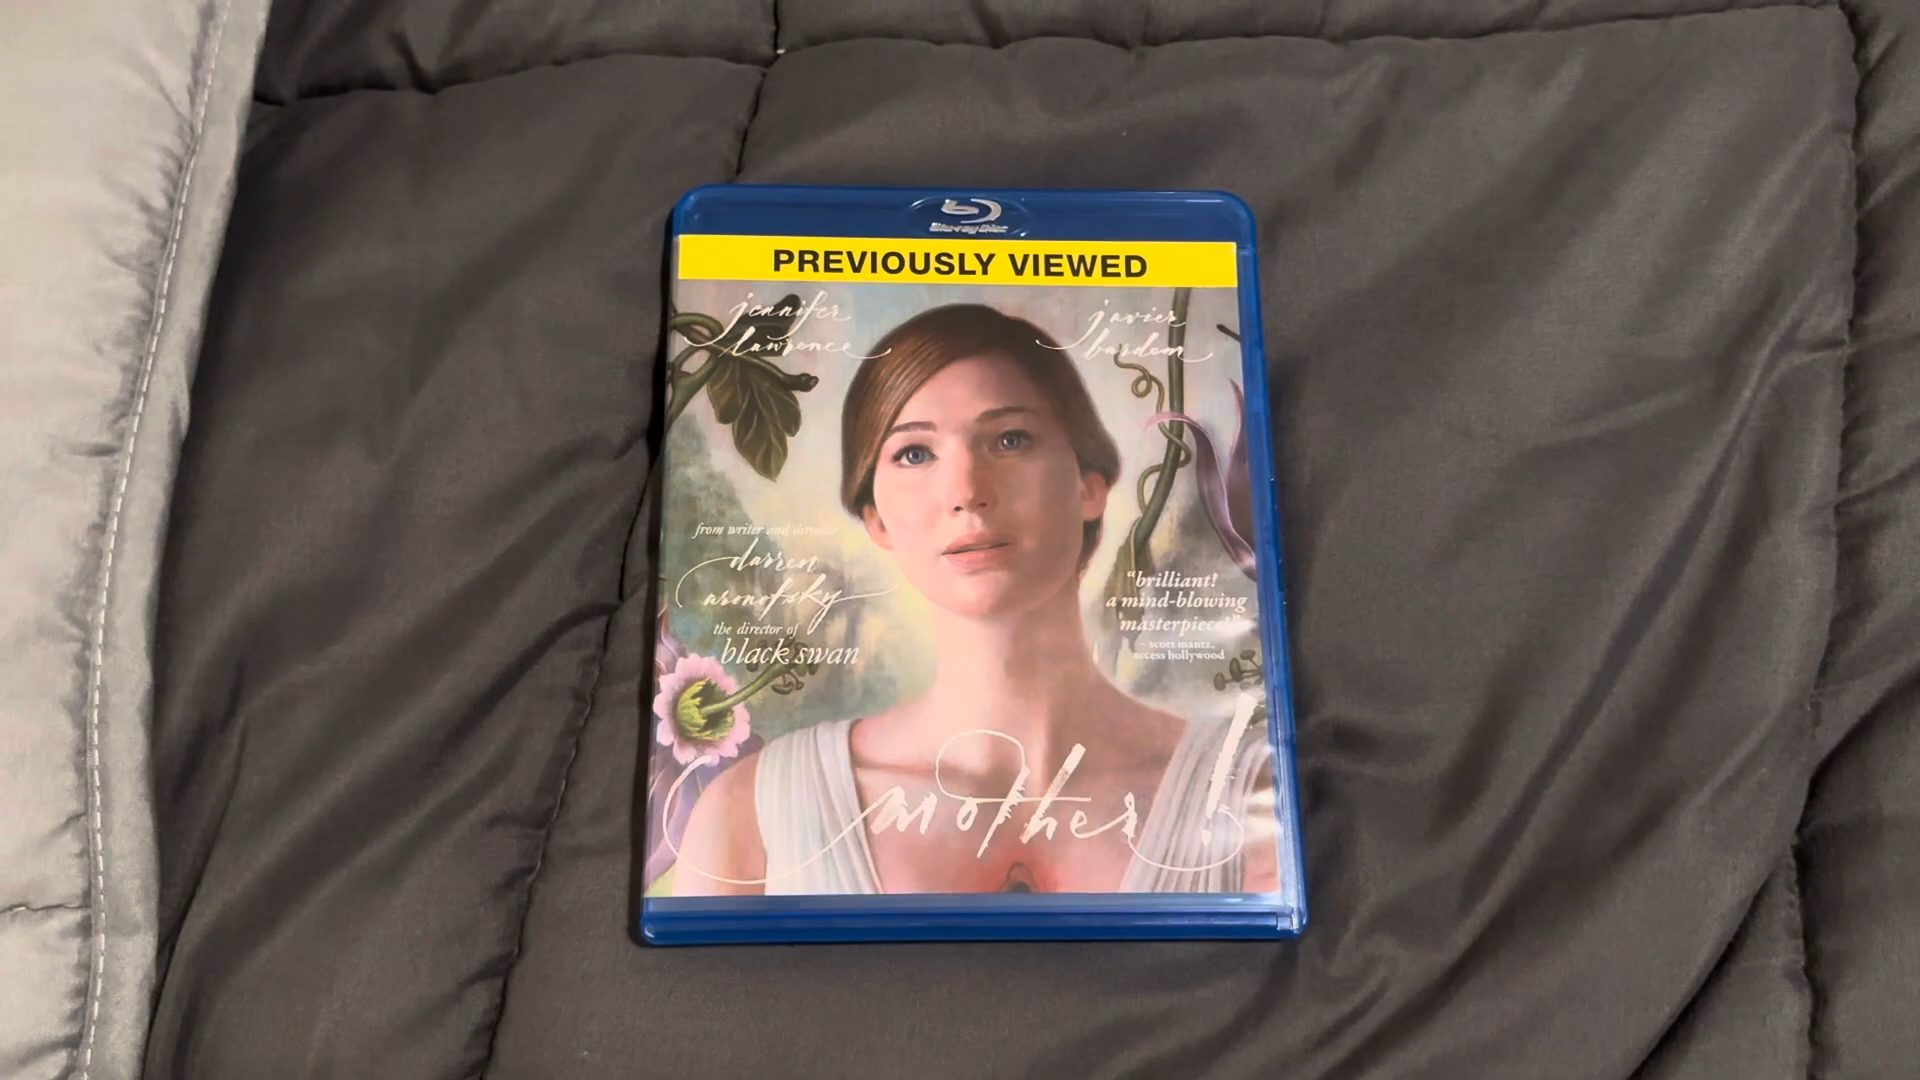 Blu-ray Disc
PREVIOUSLY VIEWED
jennifer
lawrence
javier
bardem
from writer and director
darren
aronofsky
the director of
black swan
"brilliant!
a mind-blowing
masterpiece!"
- scott mantz,
access hollywood
mother!